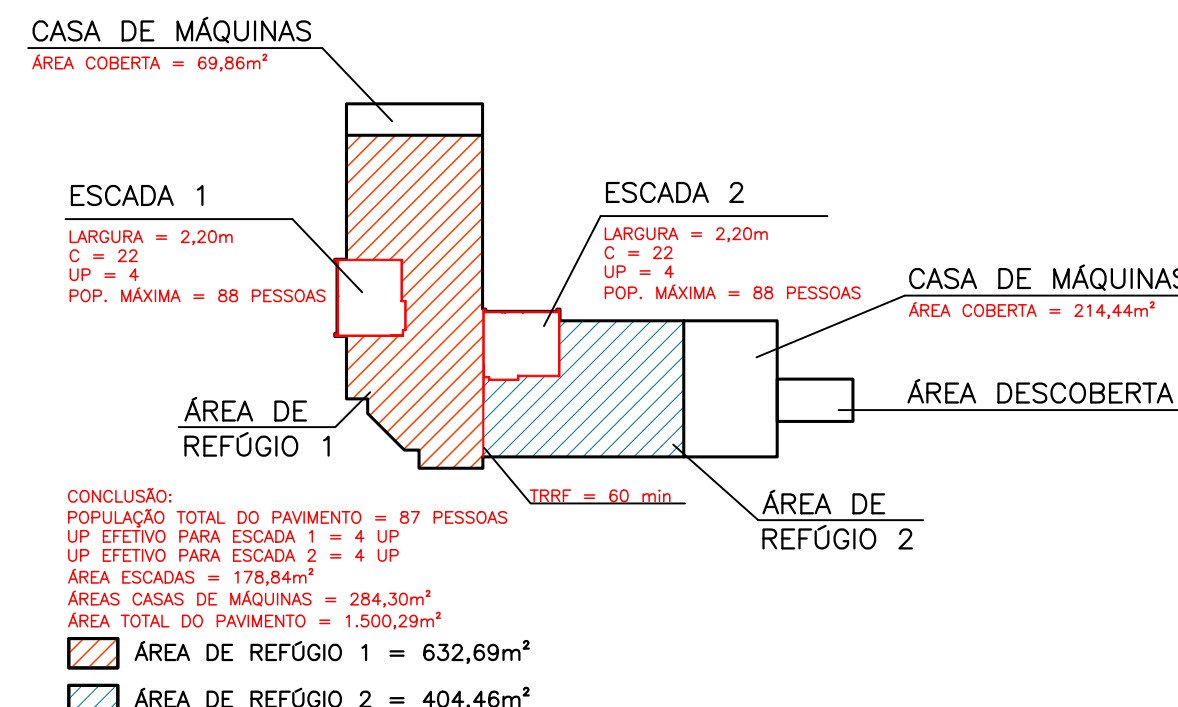 CASA DE MÁQUINAS
ÁREA COBERTA = 69,86m²
ESCADA 1
LARGURA = 2,20m
C = 22
UP = 4
POP. MÁXIMA = 88 PESSOAS
ESCADA 2
LARGURA = 2,20m
C = 22
UP = 4
POP. MÁXIMA = 88 PESSOAS
CASA DE MÁQUINAS
ÁREA COBERTA = 214,44m²
ÁREA DESCOBERTA
ÁREA DE
REFÚGIO 1
TRRF = 60 min
ÁREA DE
REFÚGIO 2
CONCLUSÃO:
POPULAÇÃO TOTAL DO PAVIMENTO = 87 PESSOAS
UP EFETIVO PARA ESCADA 1 = 4 UP
UP EFETIVO PARA ESCADA 2 = 4 UP
ÁREA ESCADAS = 178,84m²
ÁREAS CASAS DE MÁQUINAS = 284,30m²
ÁREA TOTAL DO PAVIMENTO = 1.500,29m²
ÁREA DE REFÚGIO 1 = 632,69m²
ÁREA DE REFÚGIO 2 = 404,46m²